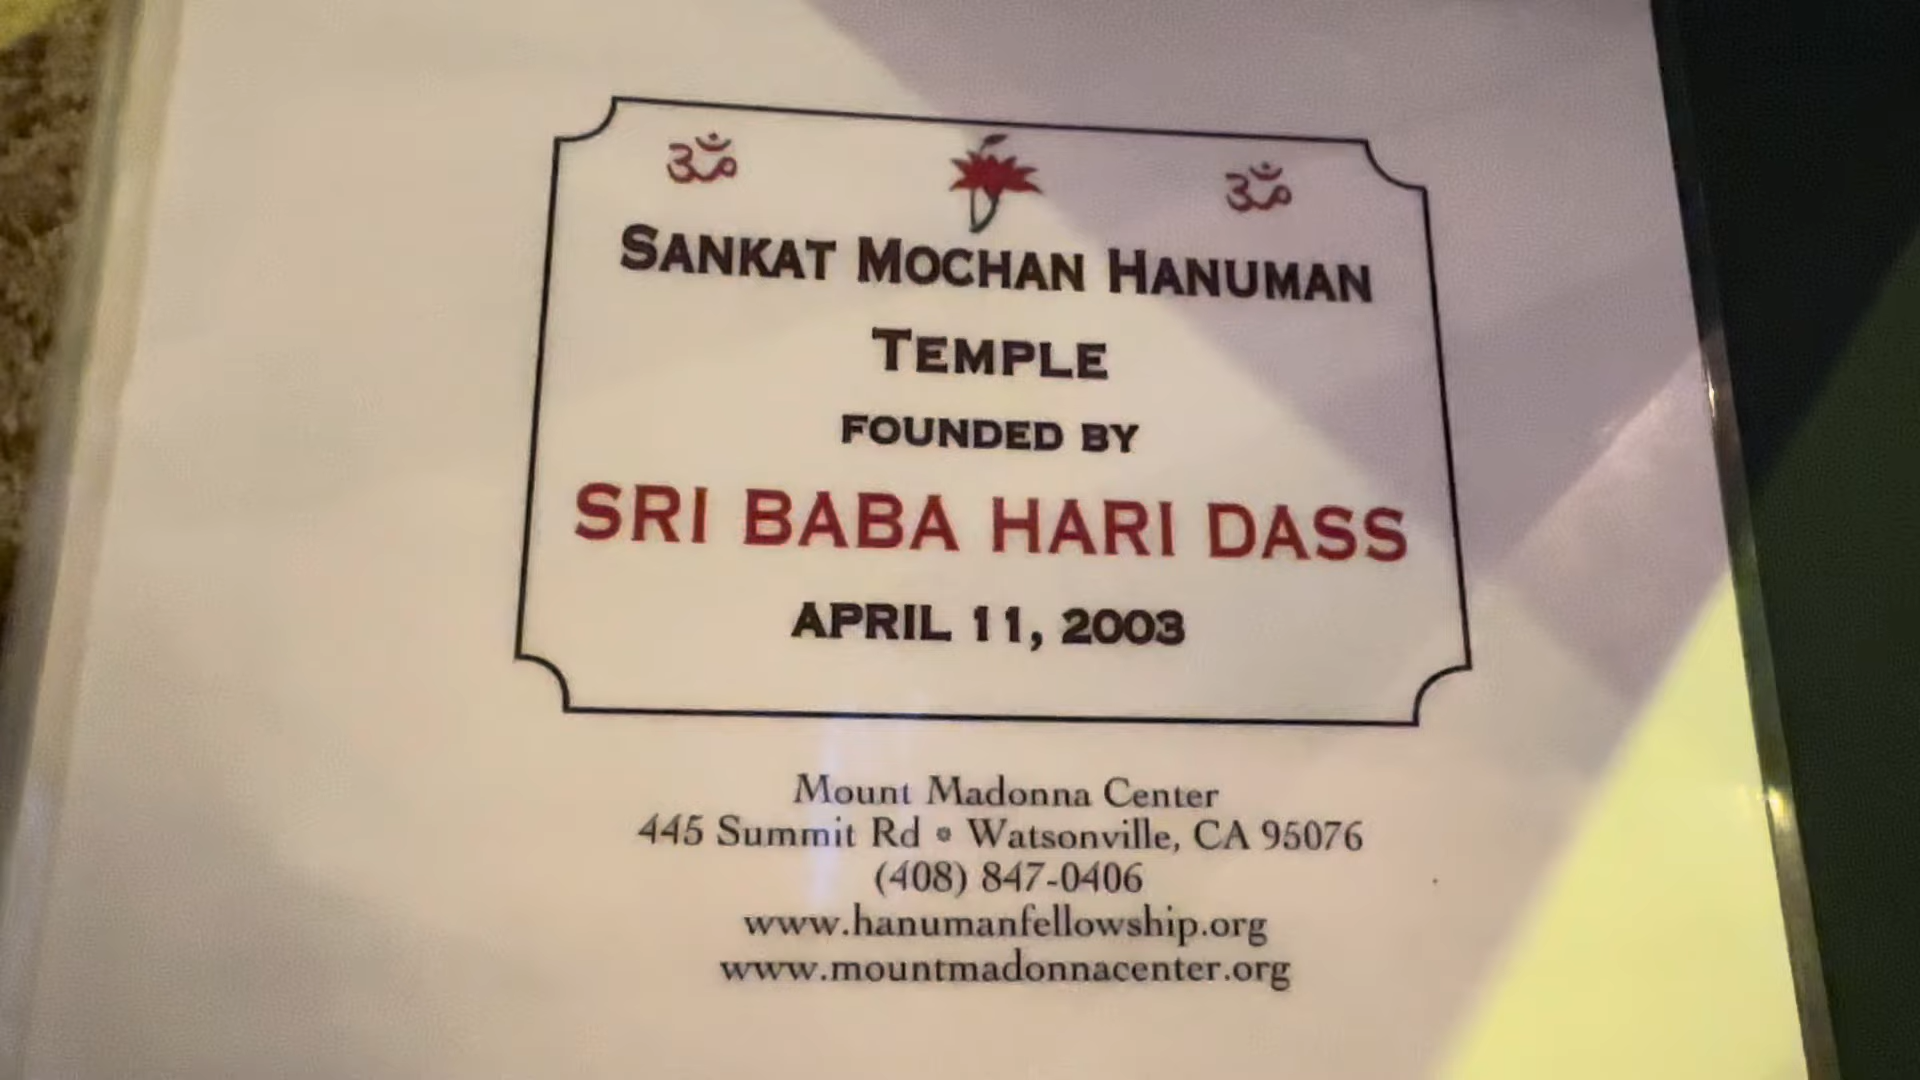 ॐ ॐ
SANKAT MOCHAN HANUMAN
TEMPLE
FOUNDED BY
SRI BABA HARI DASS
APRIL 11, 2003
Mount Madonna Center
445 Summit Rd • Watsonville, CA 95076
(408) 847-0406
www.hanumanfellowship.org
www.mountmadonnacenter.org